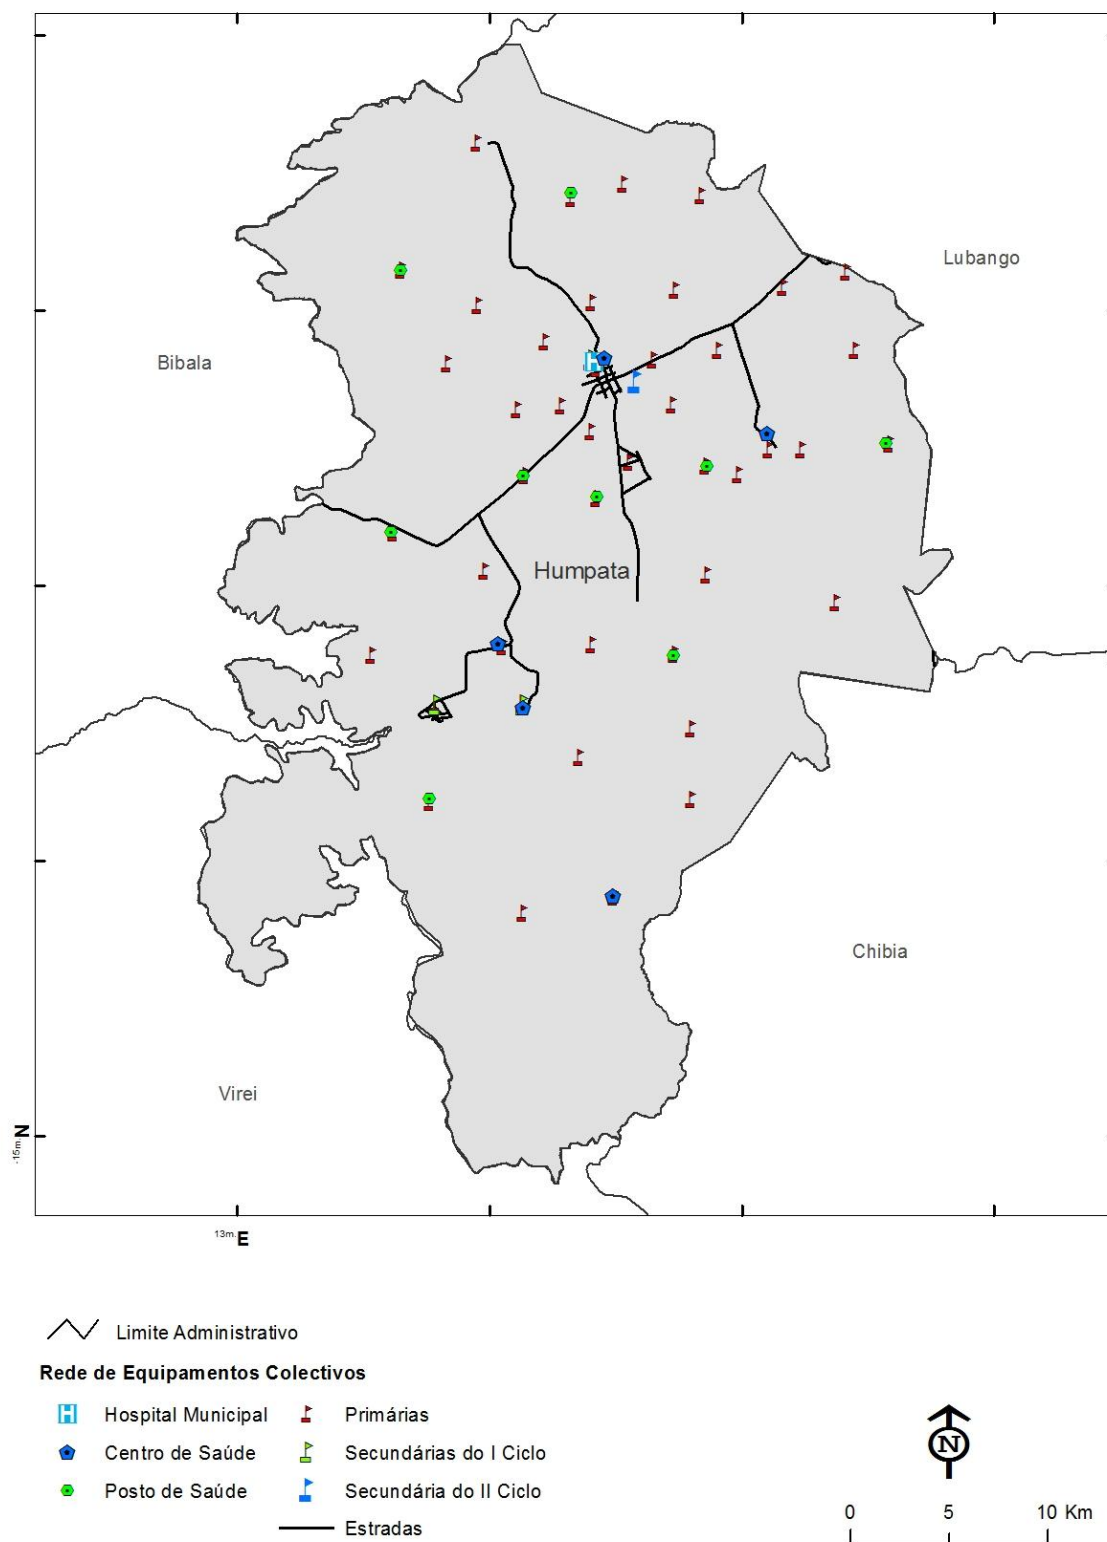 Lubango
Bibala
H
Humpata
Chibia
Virei
-15m.N
13m.E
Limite Administrativo
Rede de Equipamentos Colectivos
H Hospital Municipal Primárias
Centro de Saúde Secundárias do I Ciclo
Posto de Saúde Secundária do II Ciclo
Estradas
N
0 5 10 Km